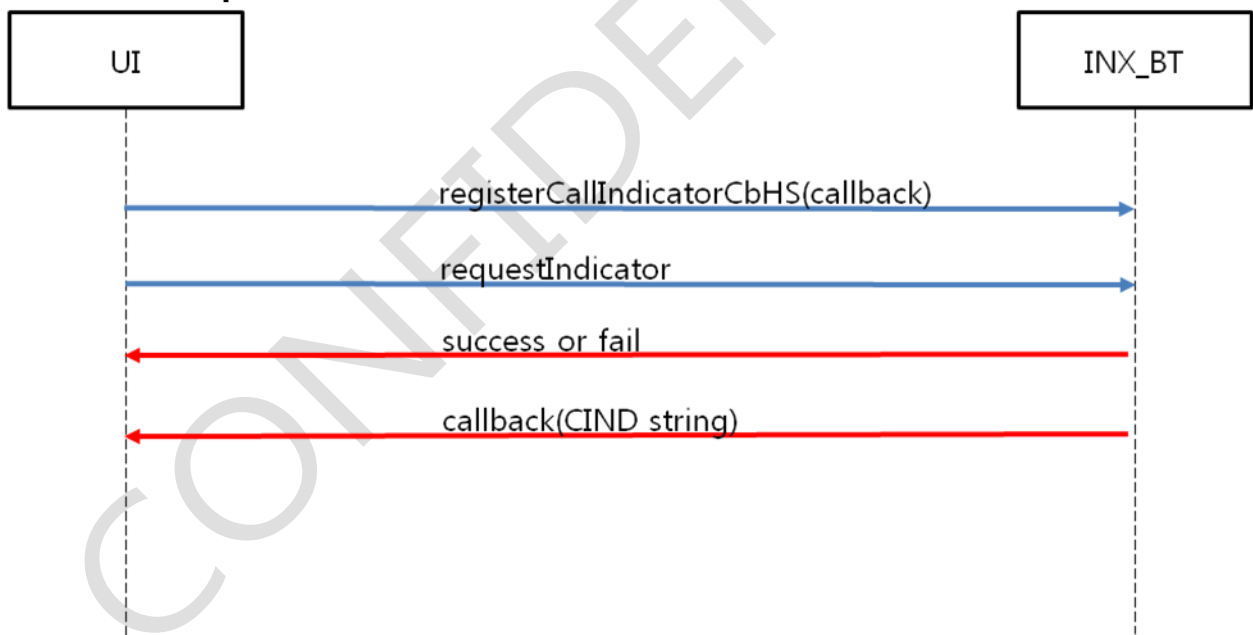 UI
INX_BT
registerCallIndicatorCbHS(callback)
requestIndicator
success or fail
callback(CIND string)
CONFIDE